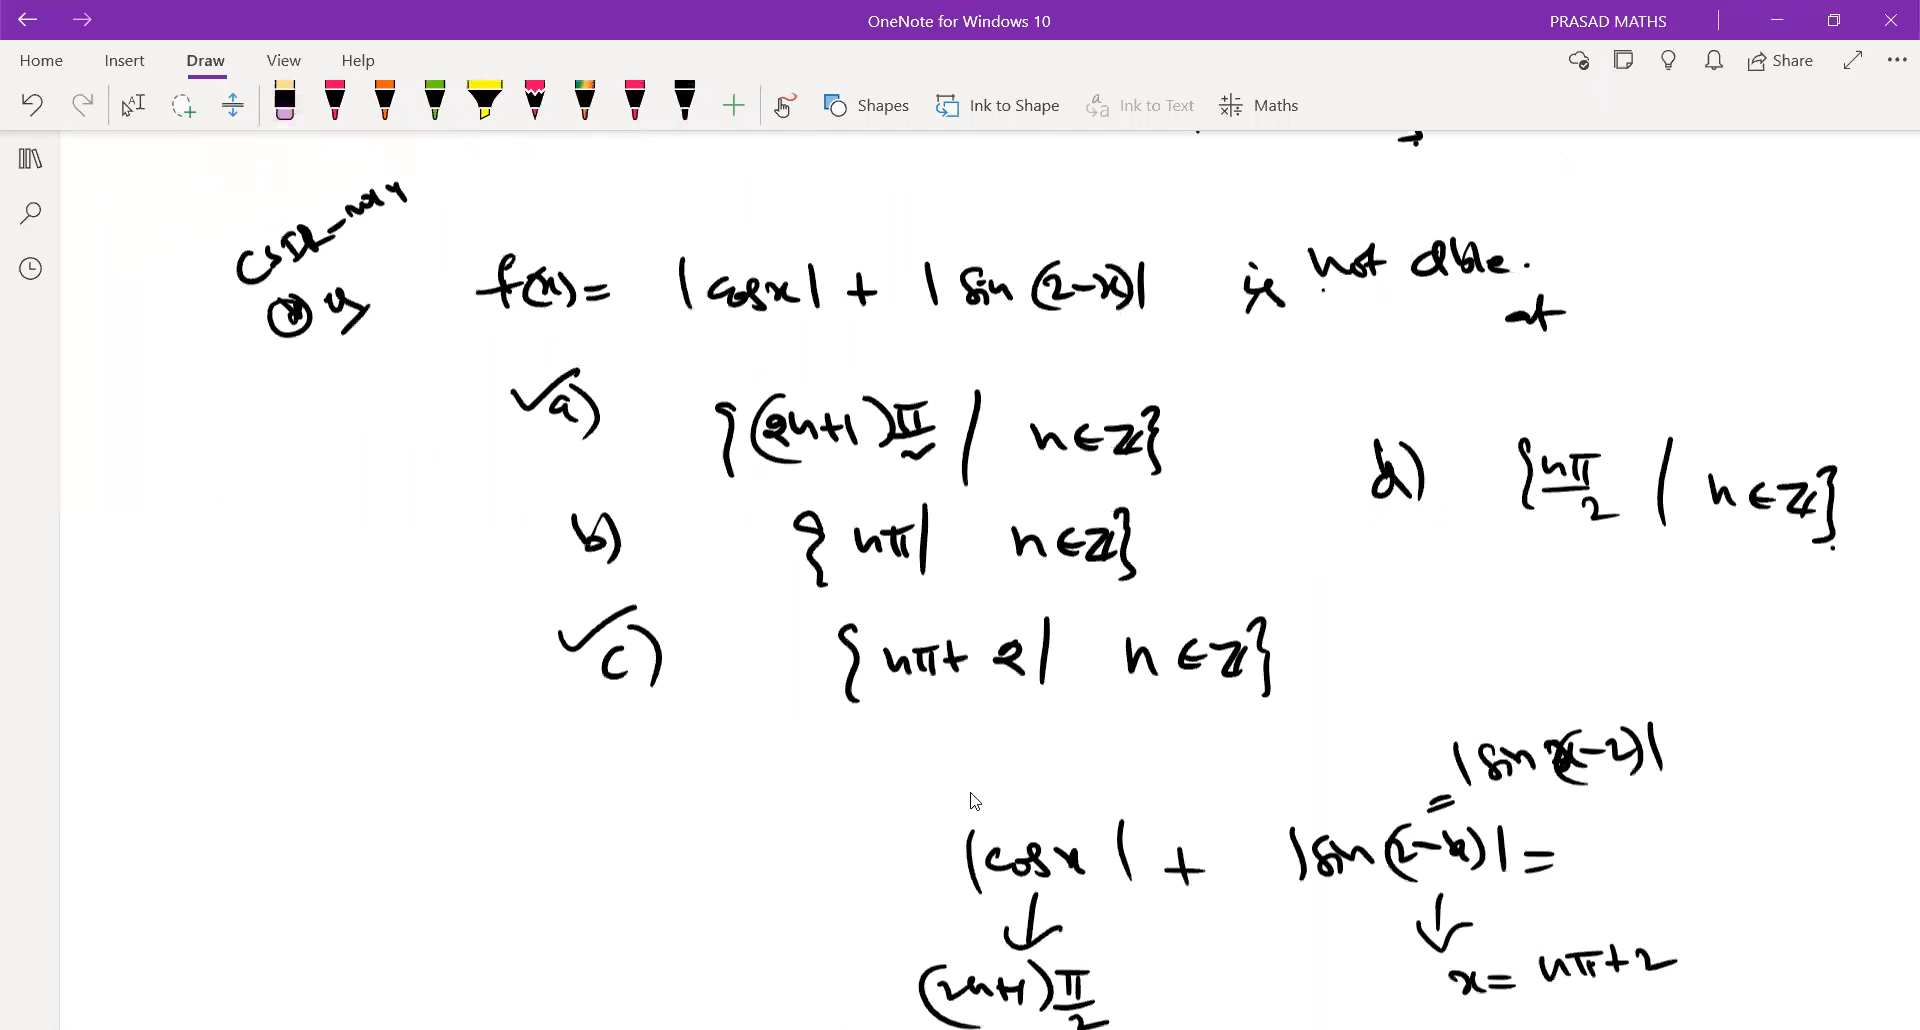 OneNote for Windows 10
PRASAD MATHS
Home Insert Draw View Help
Share
Shapes
Ink to Shape
Ink to Text
Maths
f(x) = |cosx| + | sin (2-x)| is not dble.
at
a) {(2n+1)π | n∈ℤ}
b) { nπ | n∈ℤ}
c) { nπ+ 2 | n ∈ℤ}
d) {nπ/2 | n ∈ℤ}.
= |sin (x-2)|
|cosx | + |sin (2-x)| =
↓ ↓
(2n+1)π/2 x= nπ+2